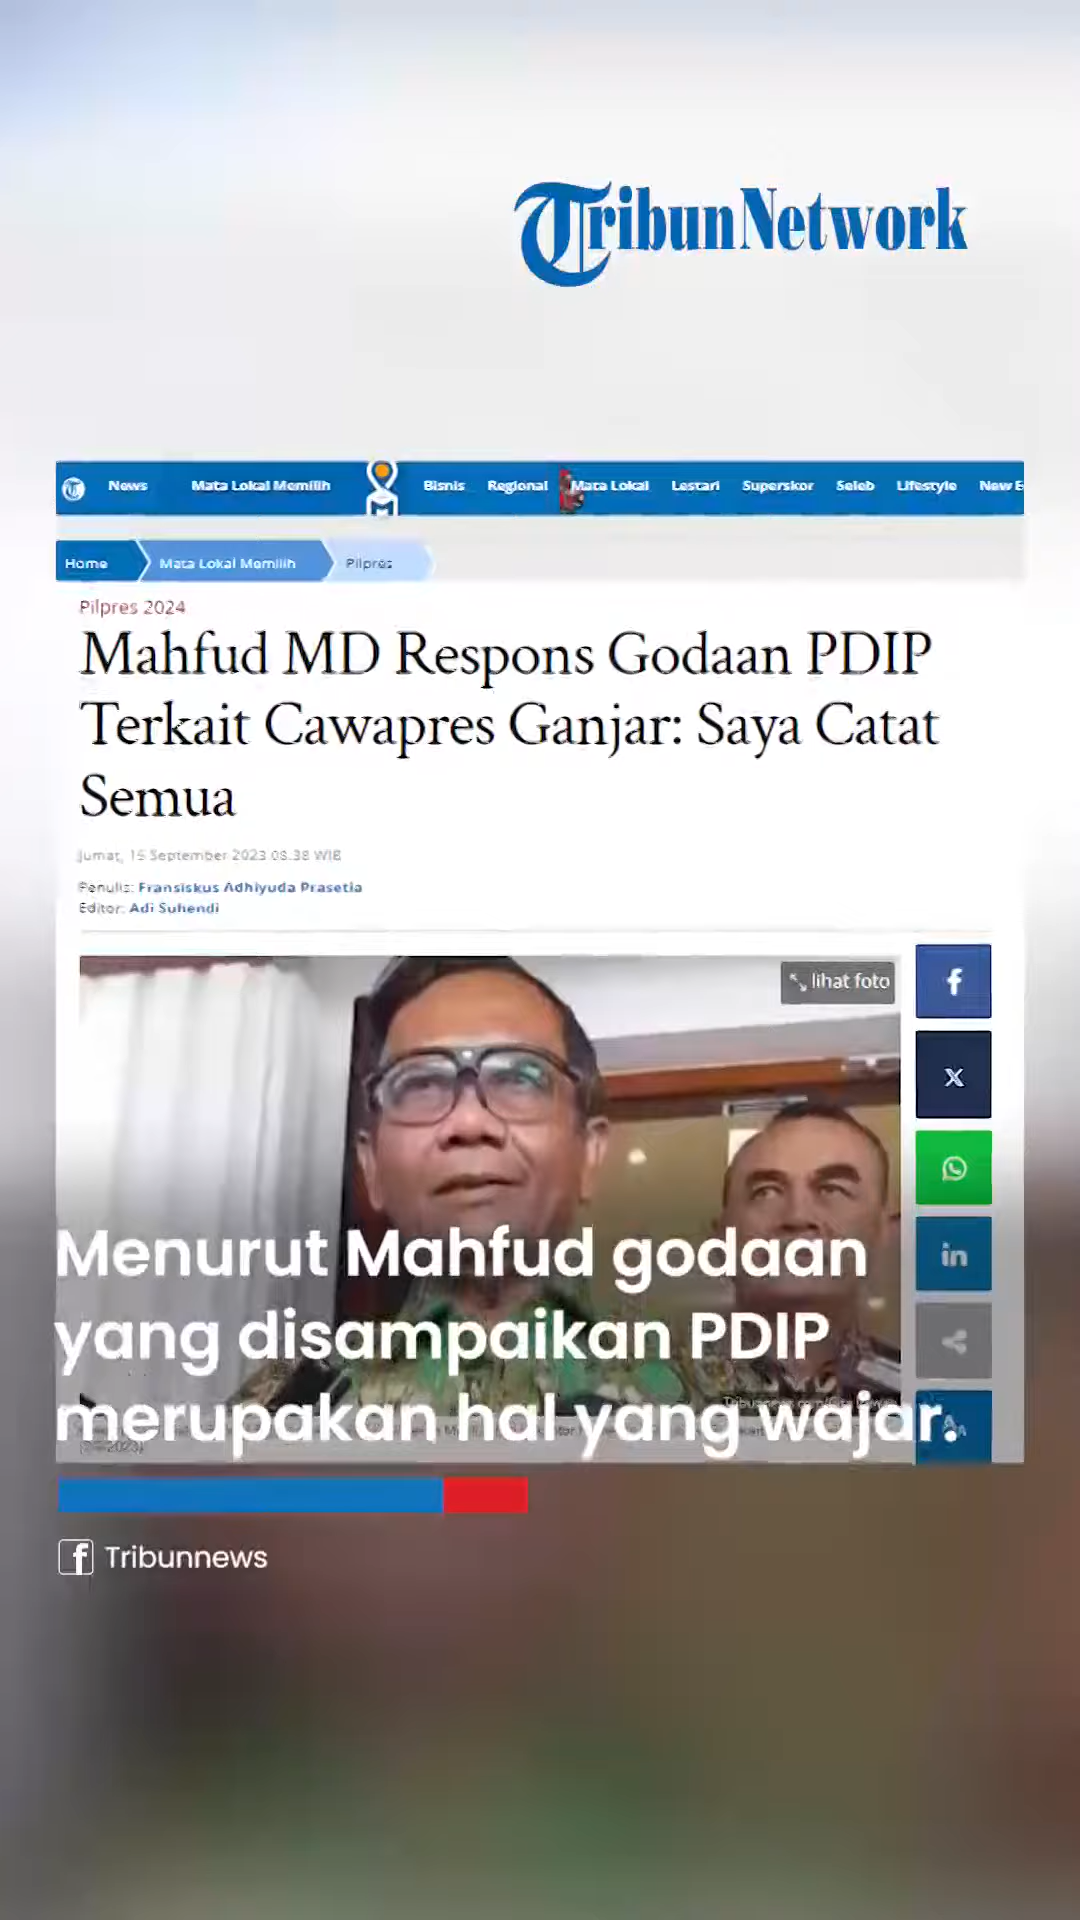 TribunNetwork
News Mata Lokal Memilih Bisnis Regional Mata Lokal Lestari Superskor Seleb Lifestyle New E
Home Mata Lokal Memilih Pilpres
Pilpres 2024
Mahfud MD Respons Godaan PDIP
Terkait Cawapres Ganjar: Saya Catat
Semua
Jumat, 15 September 2023 08.38 WIB
Penulis: Fransiskus Adhiyuda Prasetia
Editor: Adi Suhendi
lihat foto
Menurut Mahfud godaan
yang disampaikan PDIP
merupakan hal yang wajar.
Tribunnews